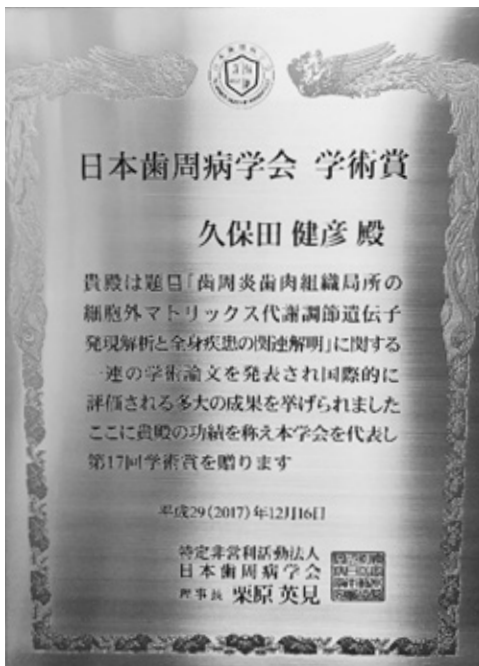 日本歯周病学会 学術賞
久保田 健彦 殿
貴殿は題目「歯周炎歯肉組織局所の
細胞外マトリックス代謝調節遺伝子
発現解析と全身疾患の関連解明」に関する
一連の学術論文を発表され国際的に
評価される多大の成果を挙げられました
ここに貴殿の功績を称え本学会を代表し
第17回学術賞を贈ります
平成29(2017)年12月16日
特定非営利活動法人
日本歯周病学会
理事長 栗原 英見